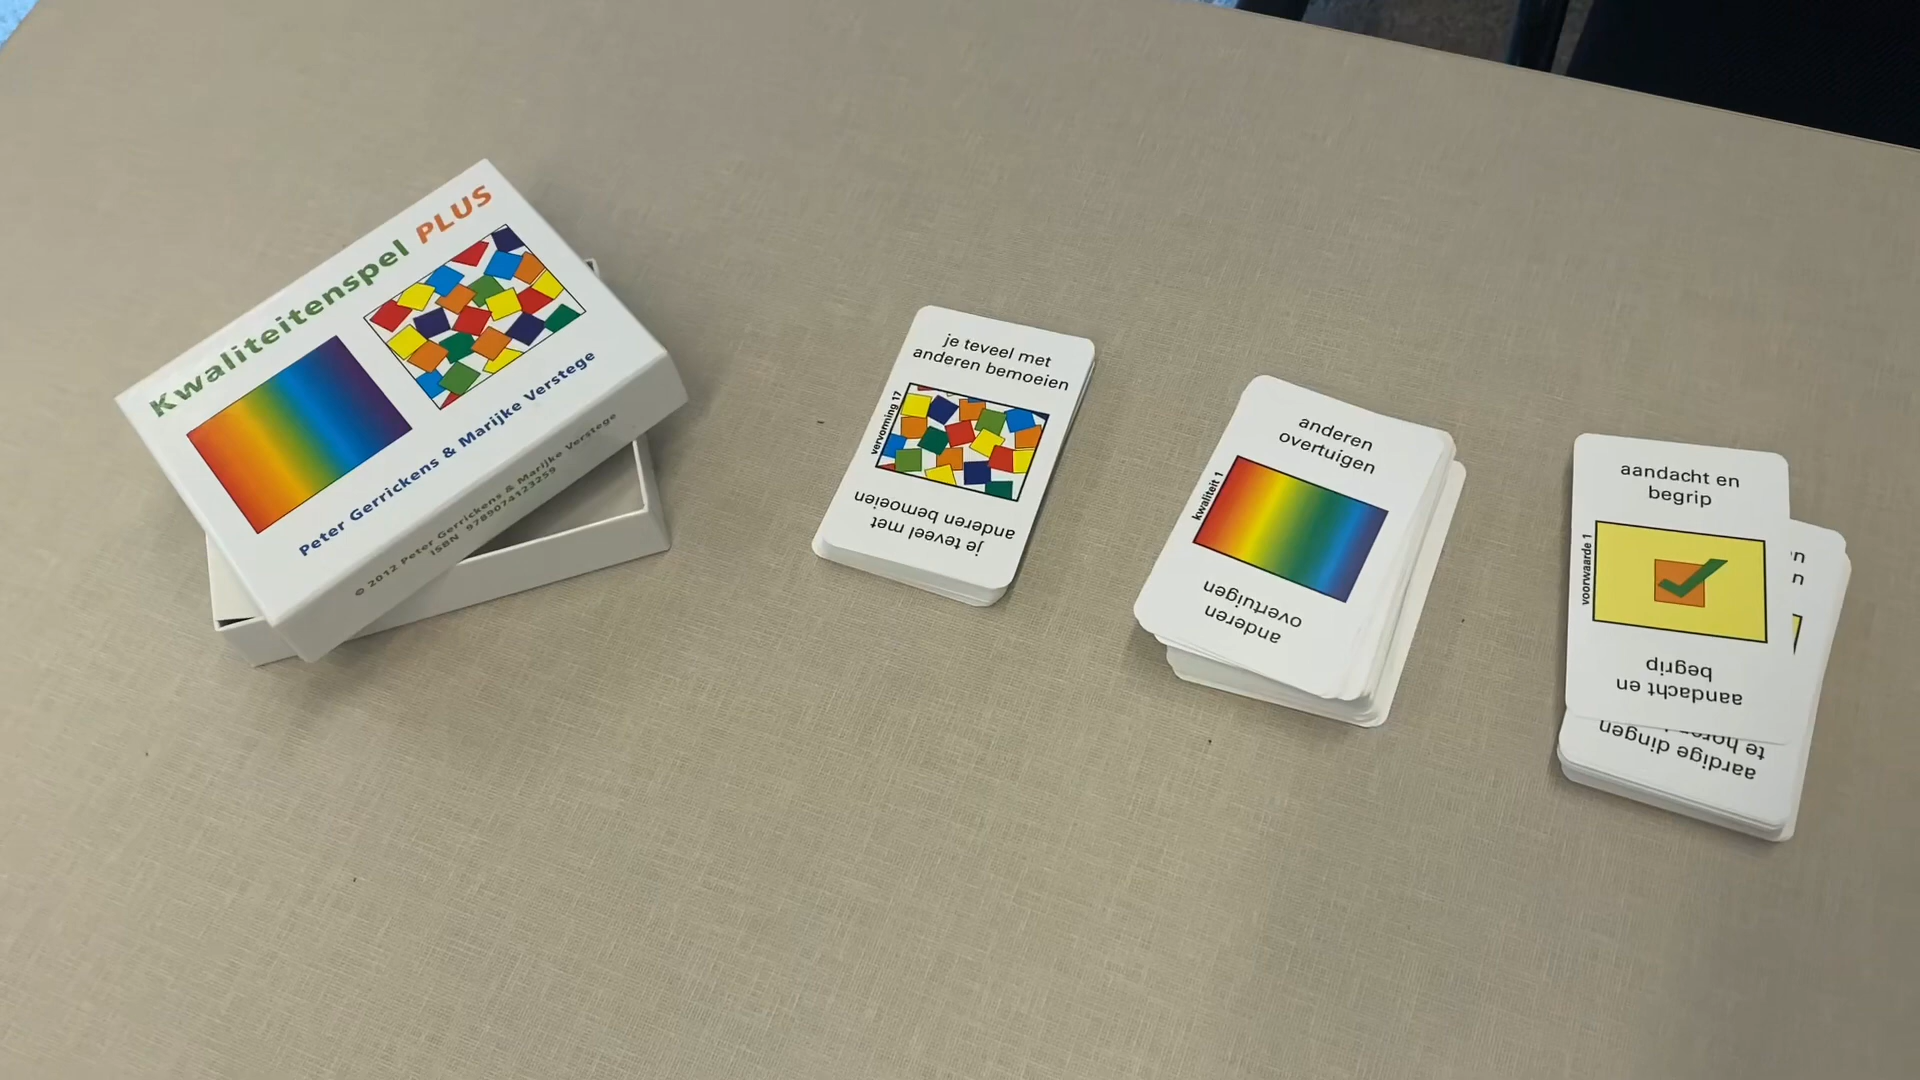 Kwaliteitenspel PLUS
Peter Gerrickens & Marijke Verstege
© 2012 Peter Gerrickens & Marijke Verstege
ISBN 9789074123259
je teveel met
anderen bemoeien
vervorming 17
je teveel met
anderen bemoeien
anderen
overtuigen
kwaliteit 1
anderen
overtuigen
aandacht en
begrip
voorwaarde 1
aandacht en
begrip
aardige dingen
te horen